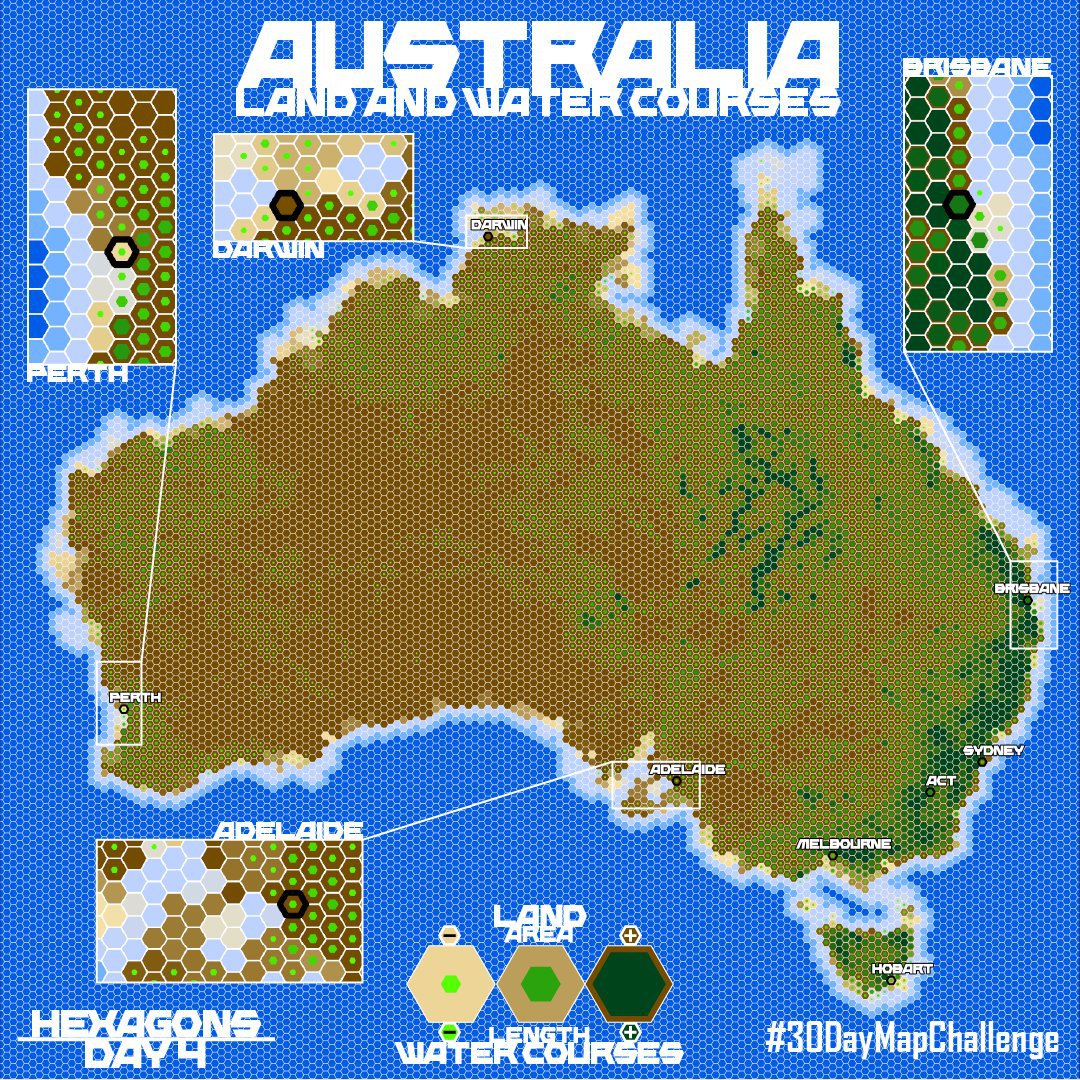 AUSTRALIA
LAND AND WATER COURSES
BRISBANE
DARWIN
DARWIN
PERTH
BRISBANE
PERTH
SYDNEY
ADELAIDE
ACT
ADELAIDE
MELBOURNE
LAND
AREA
- +
HOBART
- +
LENGTH
WATER COURSES
HEXAGONS
DAY 4
#30DayMapChallenge